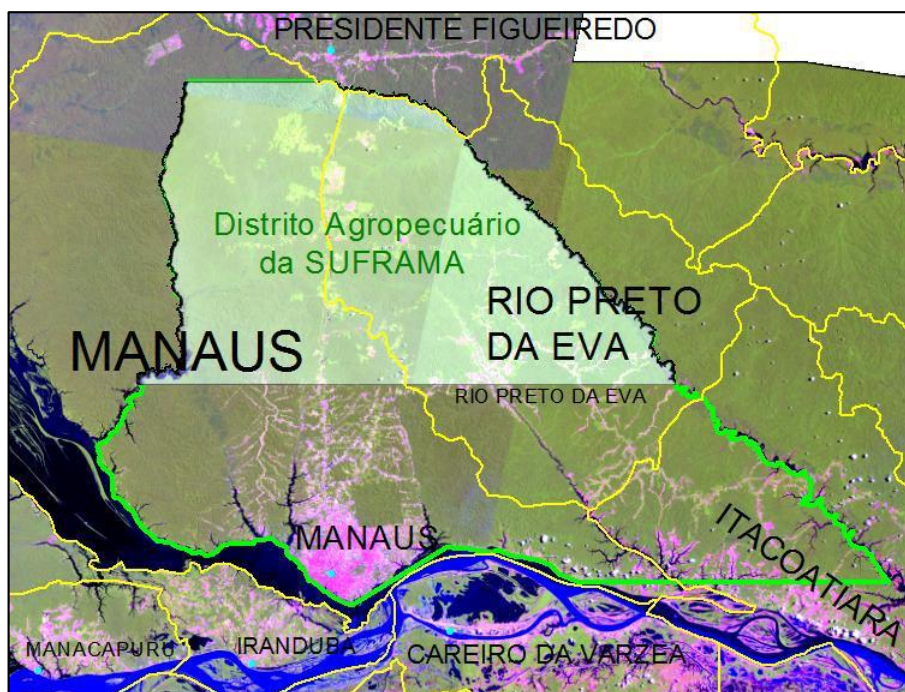 PRESIDENTE FIGUEIREDO
Distrito Agropecuário
da SUFRAMA
RIO PRETO
DA EVA
MANAUS
RIO PRETO DA EVA
MANAUS
ITACOATIARA
MANACAPURU
IRANDUBA
CAREIRO DA VARZEA